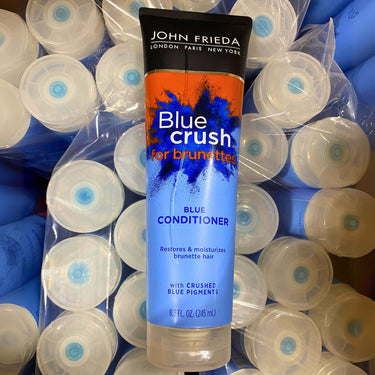 JOHN FRIEDA
LONDON PARIS NEW YORK
Blue
crush
for brunettes
BLUE
CONDITIONER
Restores & moisturizes
brunette hair
with CRUSHED
BLUE PIGMENTS
8.3 FL. OZ. (245 mL)